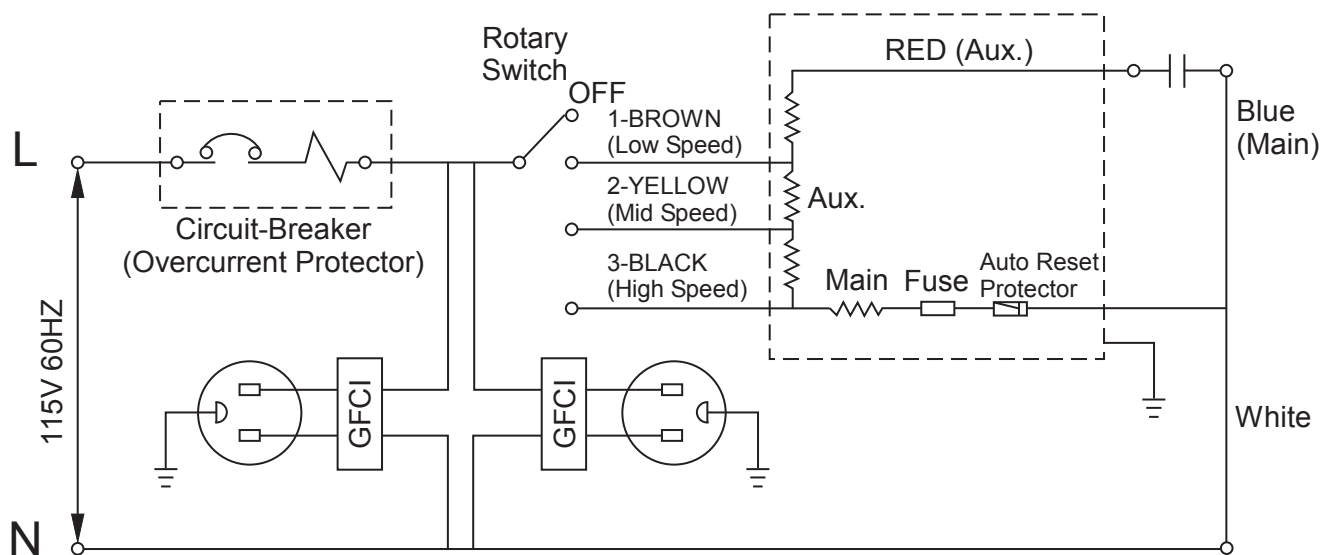 RED (Aux.)
Rotary
Switch
OFF
1-BROWN
(Low Speed)
Blue
(Main)
L
2-YELLOW
(Mid Speed)
Aux.
Circuit-Breaker
(Overcurrent Protector)
3-BLACK
(High Speed)
Main
Fuse
Auto Reset
Protector
115V 60HZ
GFCI
GFCI
White
N